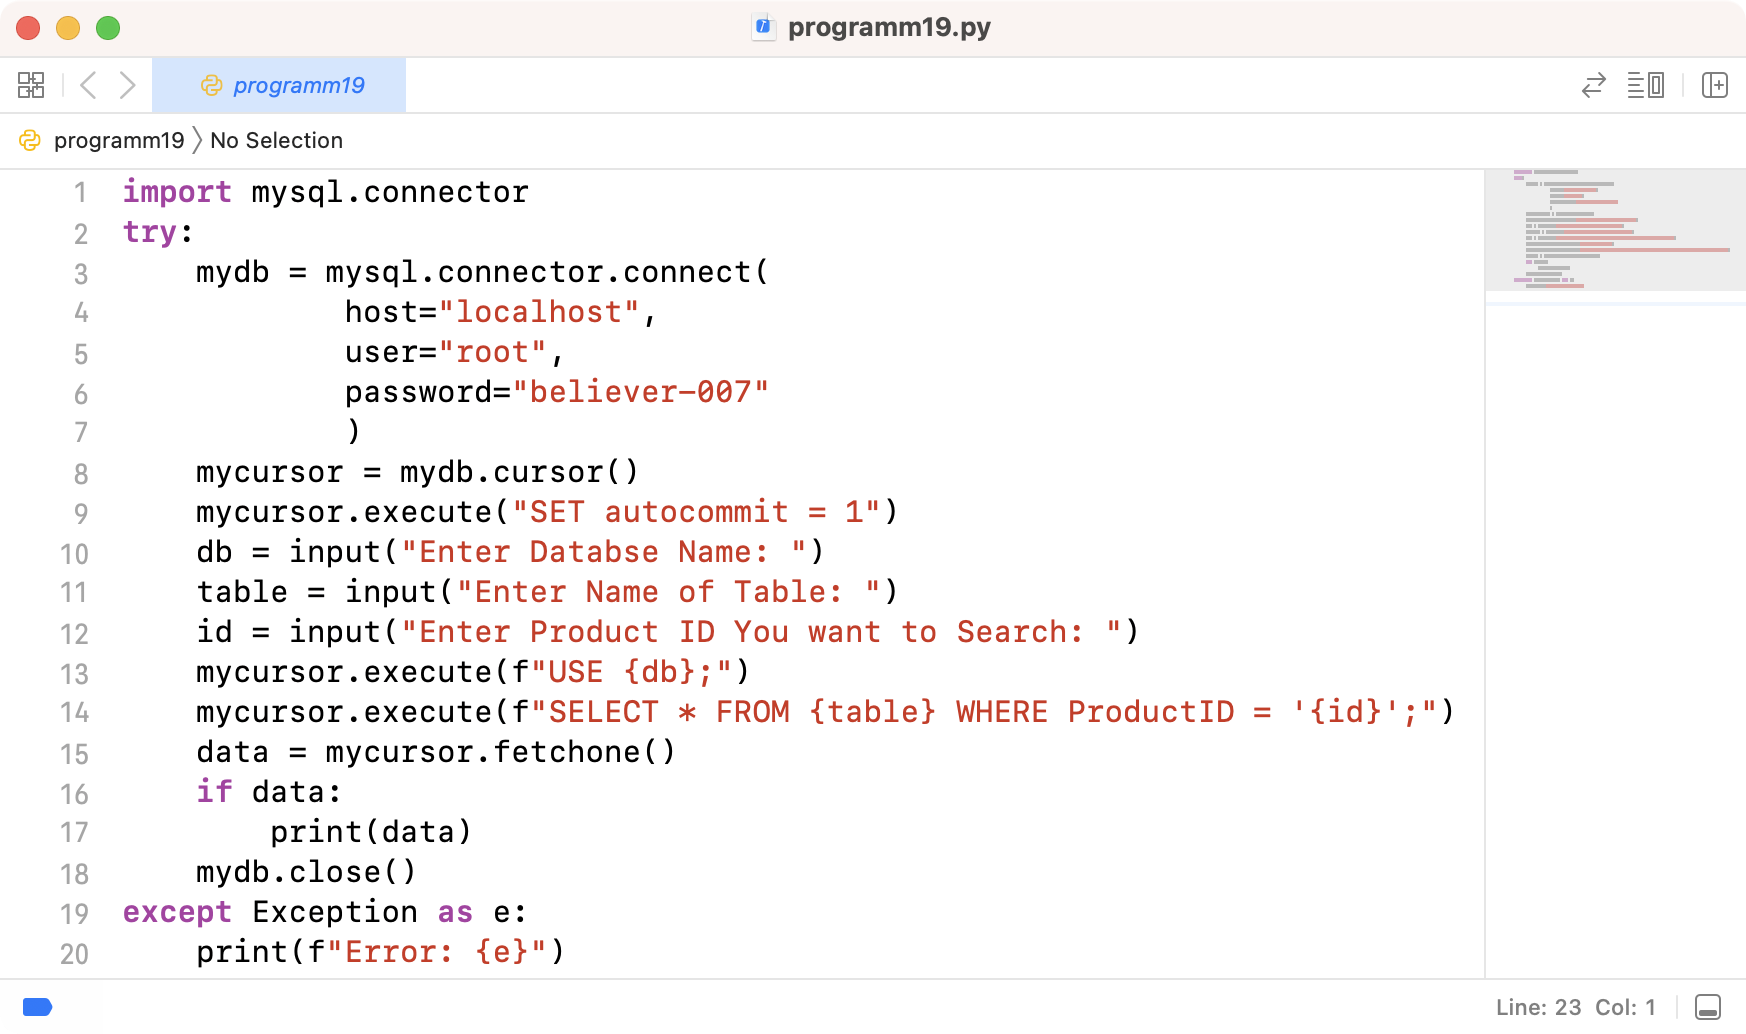 programm19.py
programm19
programm19 No Selection
1 import mysql.connector
2 try:
3     mydb = mysql.connector.connect(
4             host="localhost",
5             user="root",
6             password="believer-007"
7             )
8     mycursor = mydb.cursor()
9     mycursor.execute("SET autocommit = 1")
10     db = input("Enter Databse Name: ")
11     table = input("Enter Name of Table: ")
12     id = input("Enter Product ID You want to Search: ")
13     mycursor.execute(f"USE {db};")
14     mycursor.execute(f"SELECT * FROM {table} WHERE ProductID = '{id}';")
15     data = mycursor.fetchone()
16     if data:
17         print(data)
18     mydb.close()
19 except Exception as e:
20     print(f"Error: {e}")
Line: 23 Col: 1